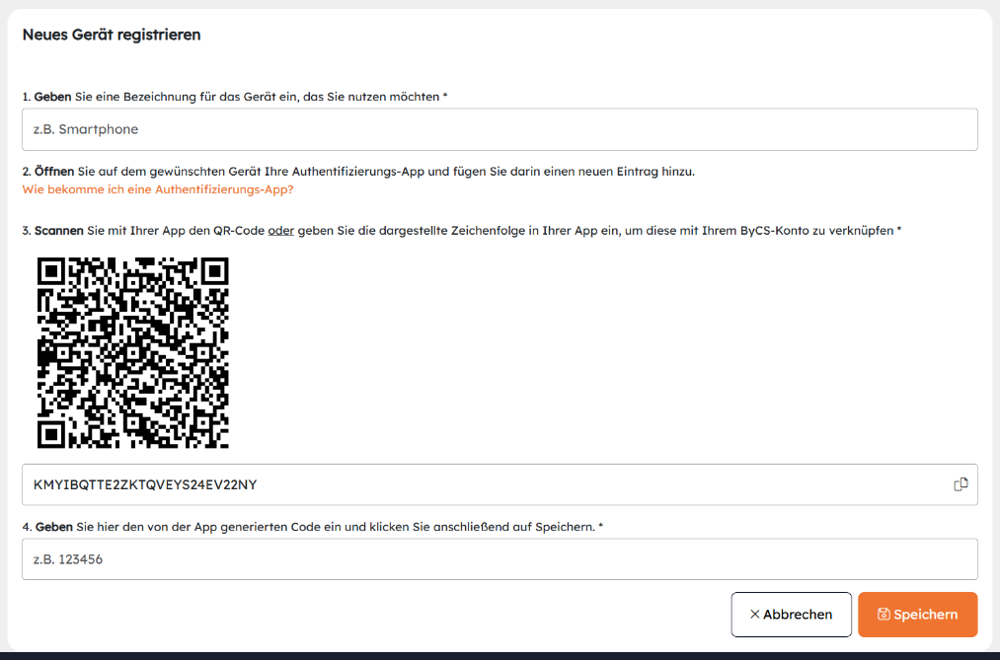 Neues Gerät registrieren
1. Geben Sie eine Bezeichnung für das Gerät ein, das Sie nutzen möchten *
z.B. Smartphone
2. Öffnen Sie auf dem gewünschten Gerät Ihre Authentifizierungs-App und fügen Sie darin einen neuen Eintrag hinzu.
Wie bekomme ich eine Authentifizierungs-App?
3. Scannen Sie mit Ihrer App den QR-Code oder geben Sie die dargestellte Zeichenfolge in Ihrer App ein, um diese mit Ihrem ByCS-Konto zu verknüpfen *
KMYIBQTTE2ZKTQVEYS24EV22NY
4. Geben Sie hier den von der App generierten Code ein und klicken Sie anschließend auf Speichern. *
z.B. 123456
Abbrechen
Speichern